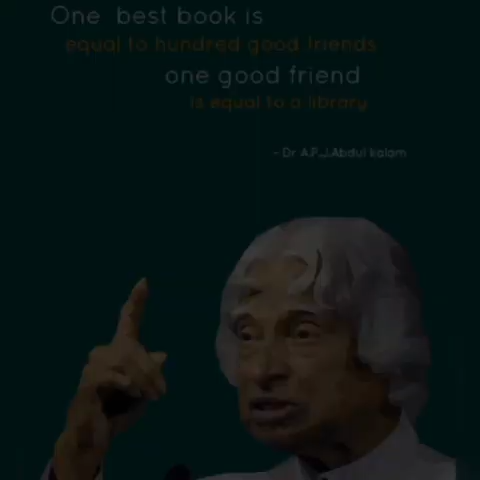 One best book is
equal to hundred good friends
one good friend
is equal to a library
- Dr A.P.J.Abdul kalam